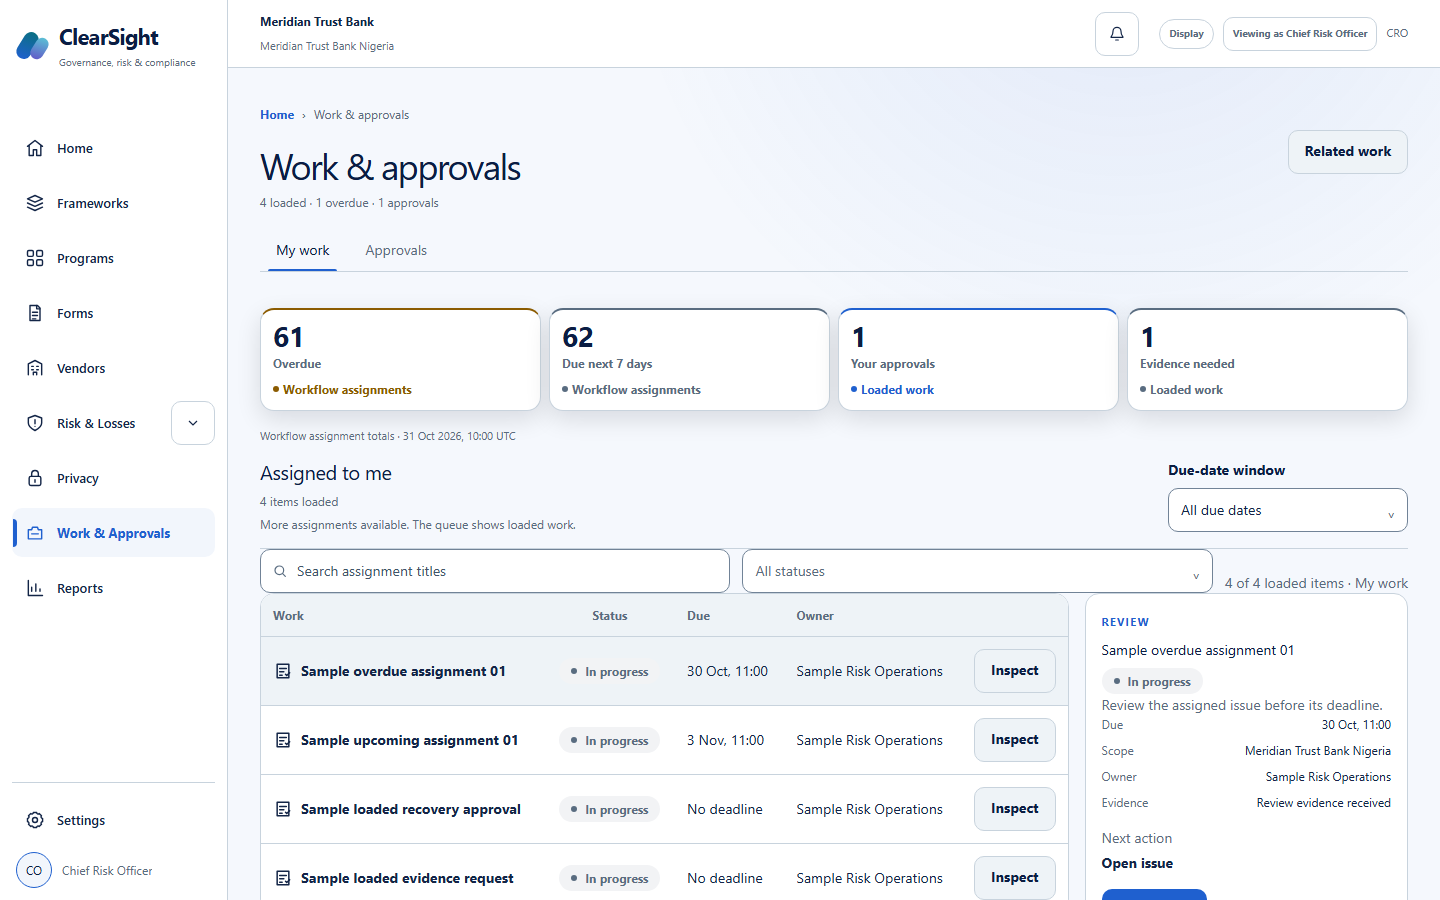 ClearSight
Governance, risk & compliance
Home
Frameworks
Programs
Forms
Vendors
Risk & Losses
Privacy
Work & Approvals
Reports
Settings
CO
Chief Risk Officer
Meridian Trust Bank
Meridian Trust Bank Nigeria
Display
Viewing as Chief Risk Officer
CRO
Home › Work & approvals
Work & approvals
4 loaded · 1 overdue · 1 approvals
Related work
My work
Approvals
61
Overdue
Workflow assignments
62
Due next 7 days
Workflow assignments
1
Your approvals
Loaded work
1
Evidence needed
Loaded work
Workflow assignment totals · 31 Oct 2026, 10:00 UTC
Assigned to me
4 items loaded
More assignments available. The queue shows loaded work.
Due-date window
All due dates
Search assignment titles
All statuses
4 of 4 loaded items · My work
Work Status Due Owner
Sample overdue assignment 01 In progress 30 Oct, 11:00 Sample Risk Operations Inspect
Sample upcoming assignment 01 In progress 3 Nov, 11:00 Sample Risk Operations Inspect
Sample loaded recovery approval In progress No deadline Sample Risk Operations Inspect
Sample loaded evidence request In progress No deadline Sample Risk Operations Inspect
REVIEW
Sample overdue assignment 01
In progress
Review the assigned issue before its deadline.
Due 30 Oct, 11:00
Scope Meridian Trust Bank Nigeria
Owner Sample Risk Operations
Evidence Review evidence received
Next action
Open issue